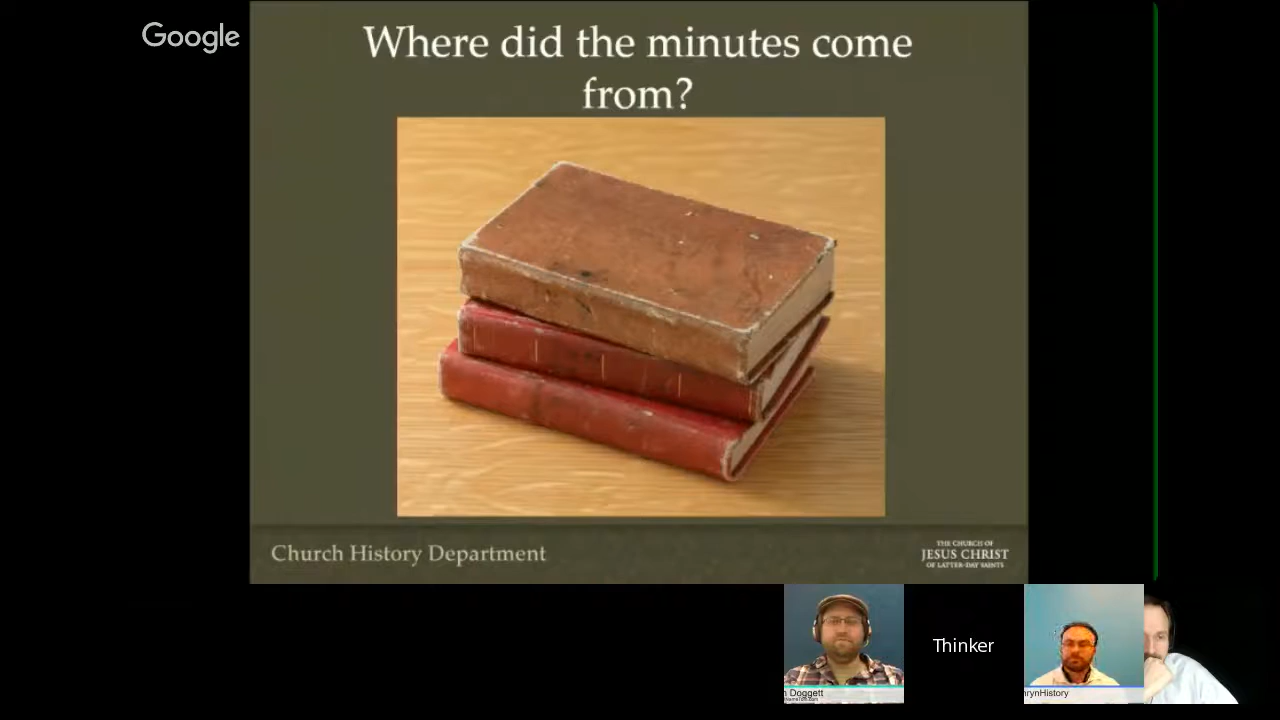 Google
Where did the minutes come
from?
Church History Department
THE CHURCH OF
JESUS CHRIST
OF LATTER-DAY SAINTS
Thinker
Doggett
rynHistory